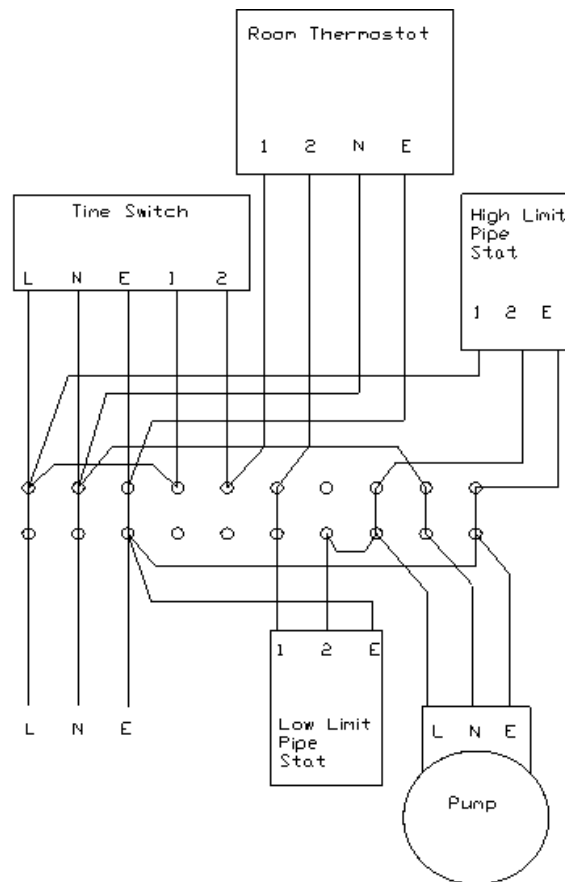 Room Thermostat
1 2 N E
Time Switch
L N E 1 2
High Limit
Pipe
Stat
1 2 E
1 2 E
L N E
Low Limit
Pipe
Stat
L N E
Pump